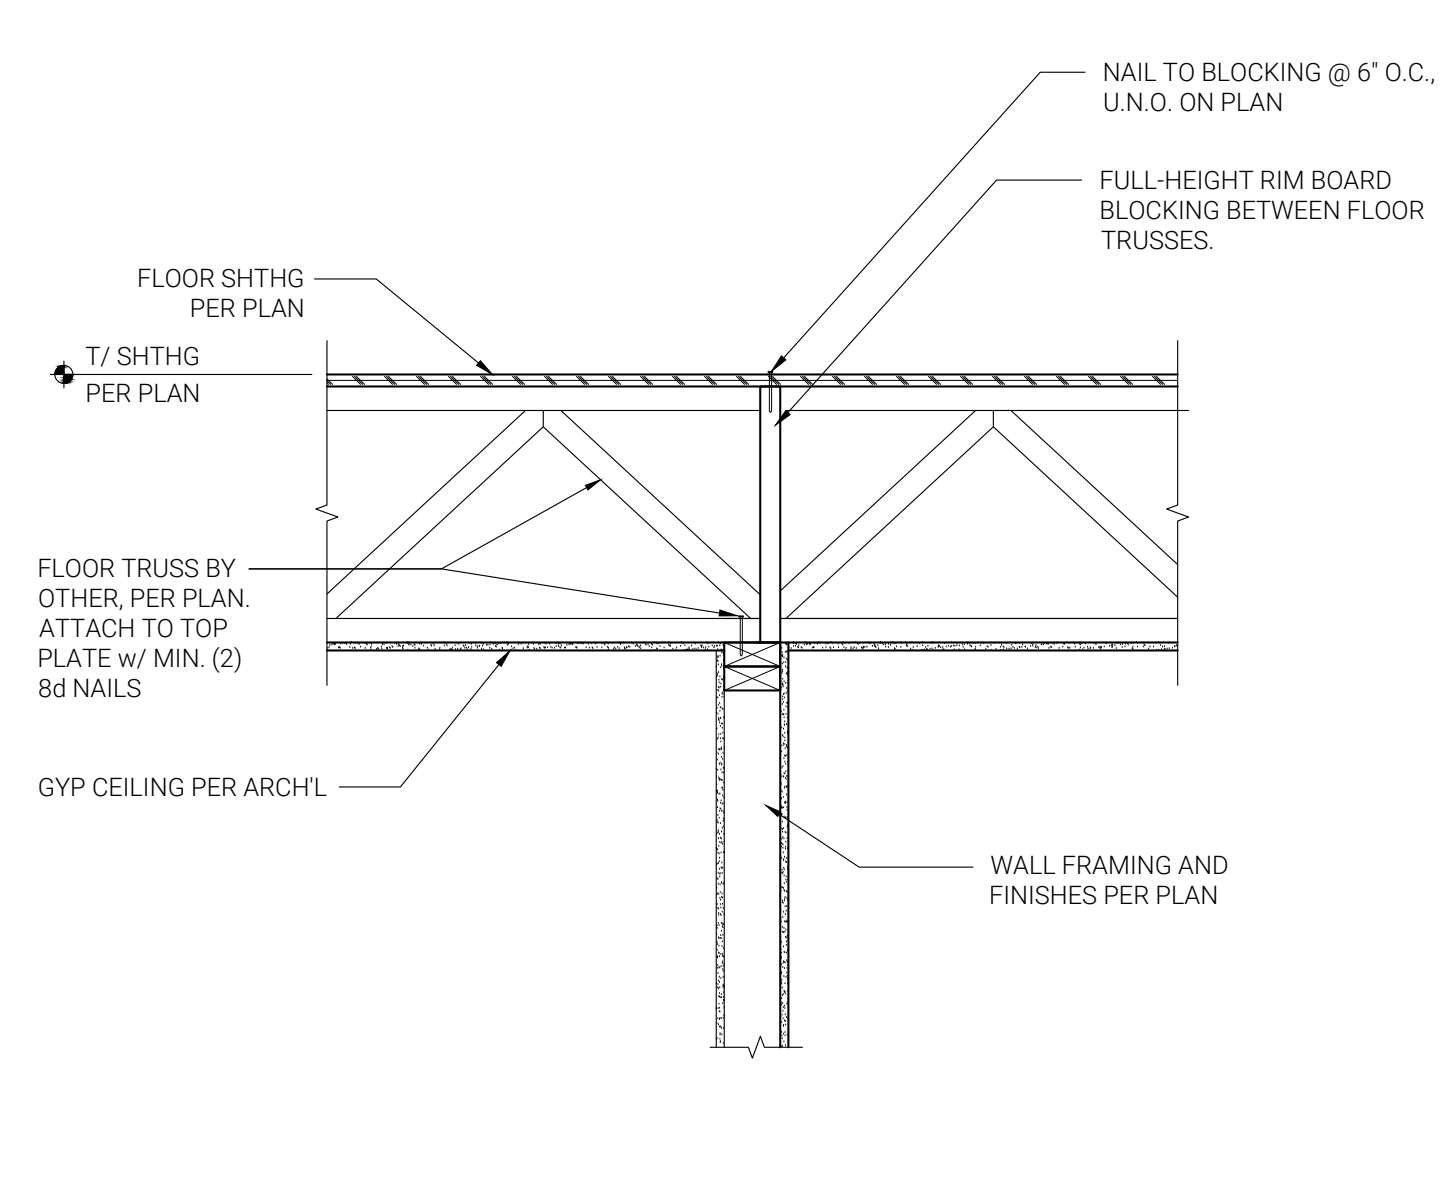 NAIL TO BLOCKING @ 6" O.C.,
U.N.O. ON PLAN
FULL-HEIGHT RIM BOARD
BLOCKING BETWEEN FLOOR
TRUSSES.
FLOOR SHTHG
PER PLAN
T/ SHTHG
PER PLAN
FLOOR TRUSS BY
OTHER, PER PLAN.
ATTACH TO TOP
PLATE w/ MIN. (2)
8d NAILS
GYP CEILING PER ARCH'L
WALL FRAMING AND
FINISHES PER PLAN